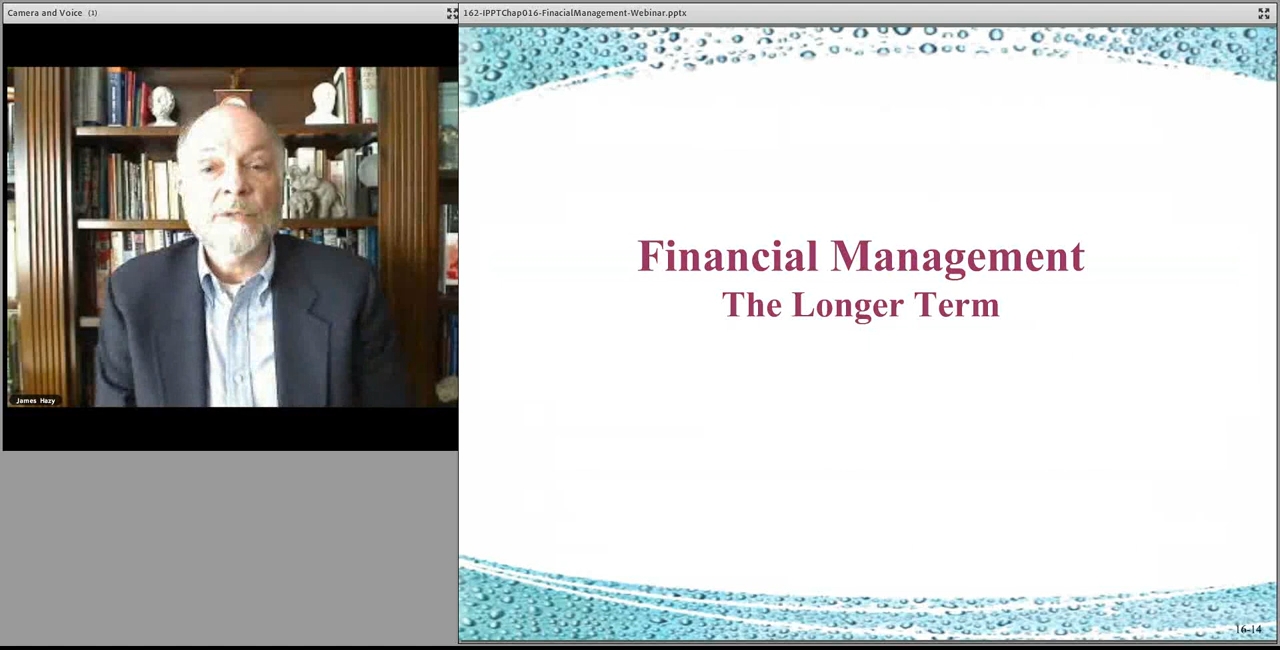 Camera and Voice (1)
162-IPPTChap016-FinacialManagement-Webinar.pptx
James Hazy
Financial Management
The Longer Term
16-14